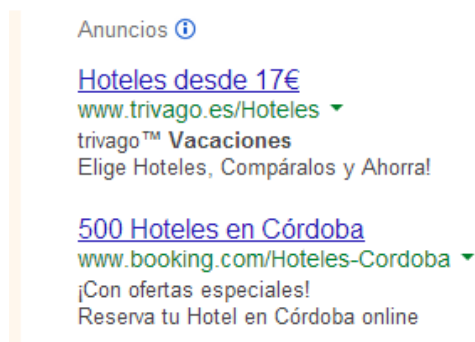 Anuncios
Hoteles desde 17€
www.trivago.es/Hoteles
trivago™ Vacaciones
Elige Hoteles, Compáralos y Ahorra!
500 Hoteles en Córdoba
www.booking.com/Hoteles-Cordoba
¡Con ofertas especiales!
Reserva tu Hotel en Córdoba online